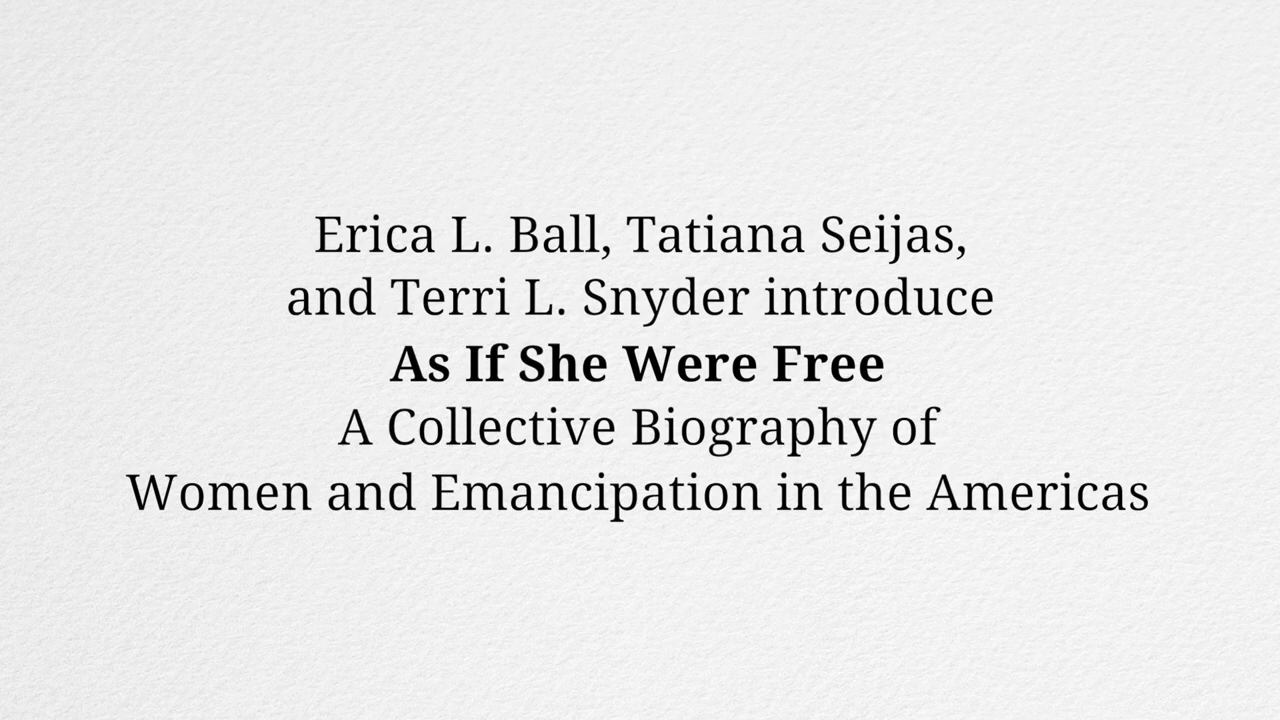 Erica L. Ball, Tatiana Seijas,
and Terri L. Snyder introduce
As If She Were Free
A Collective Biography of
Women and Emancipation in the Americas